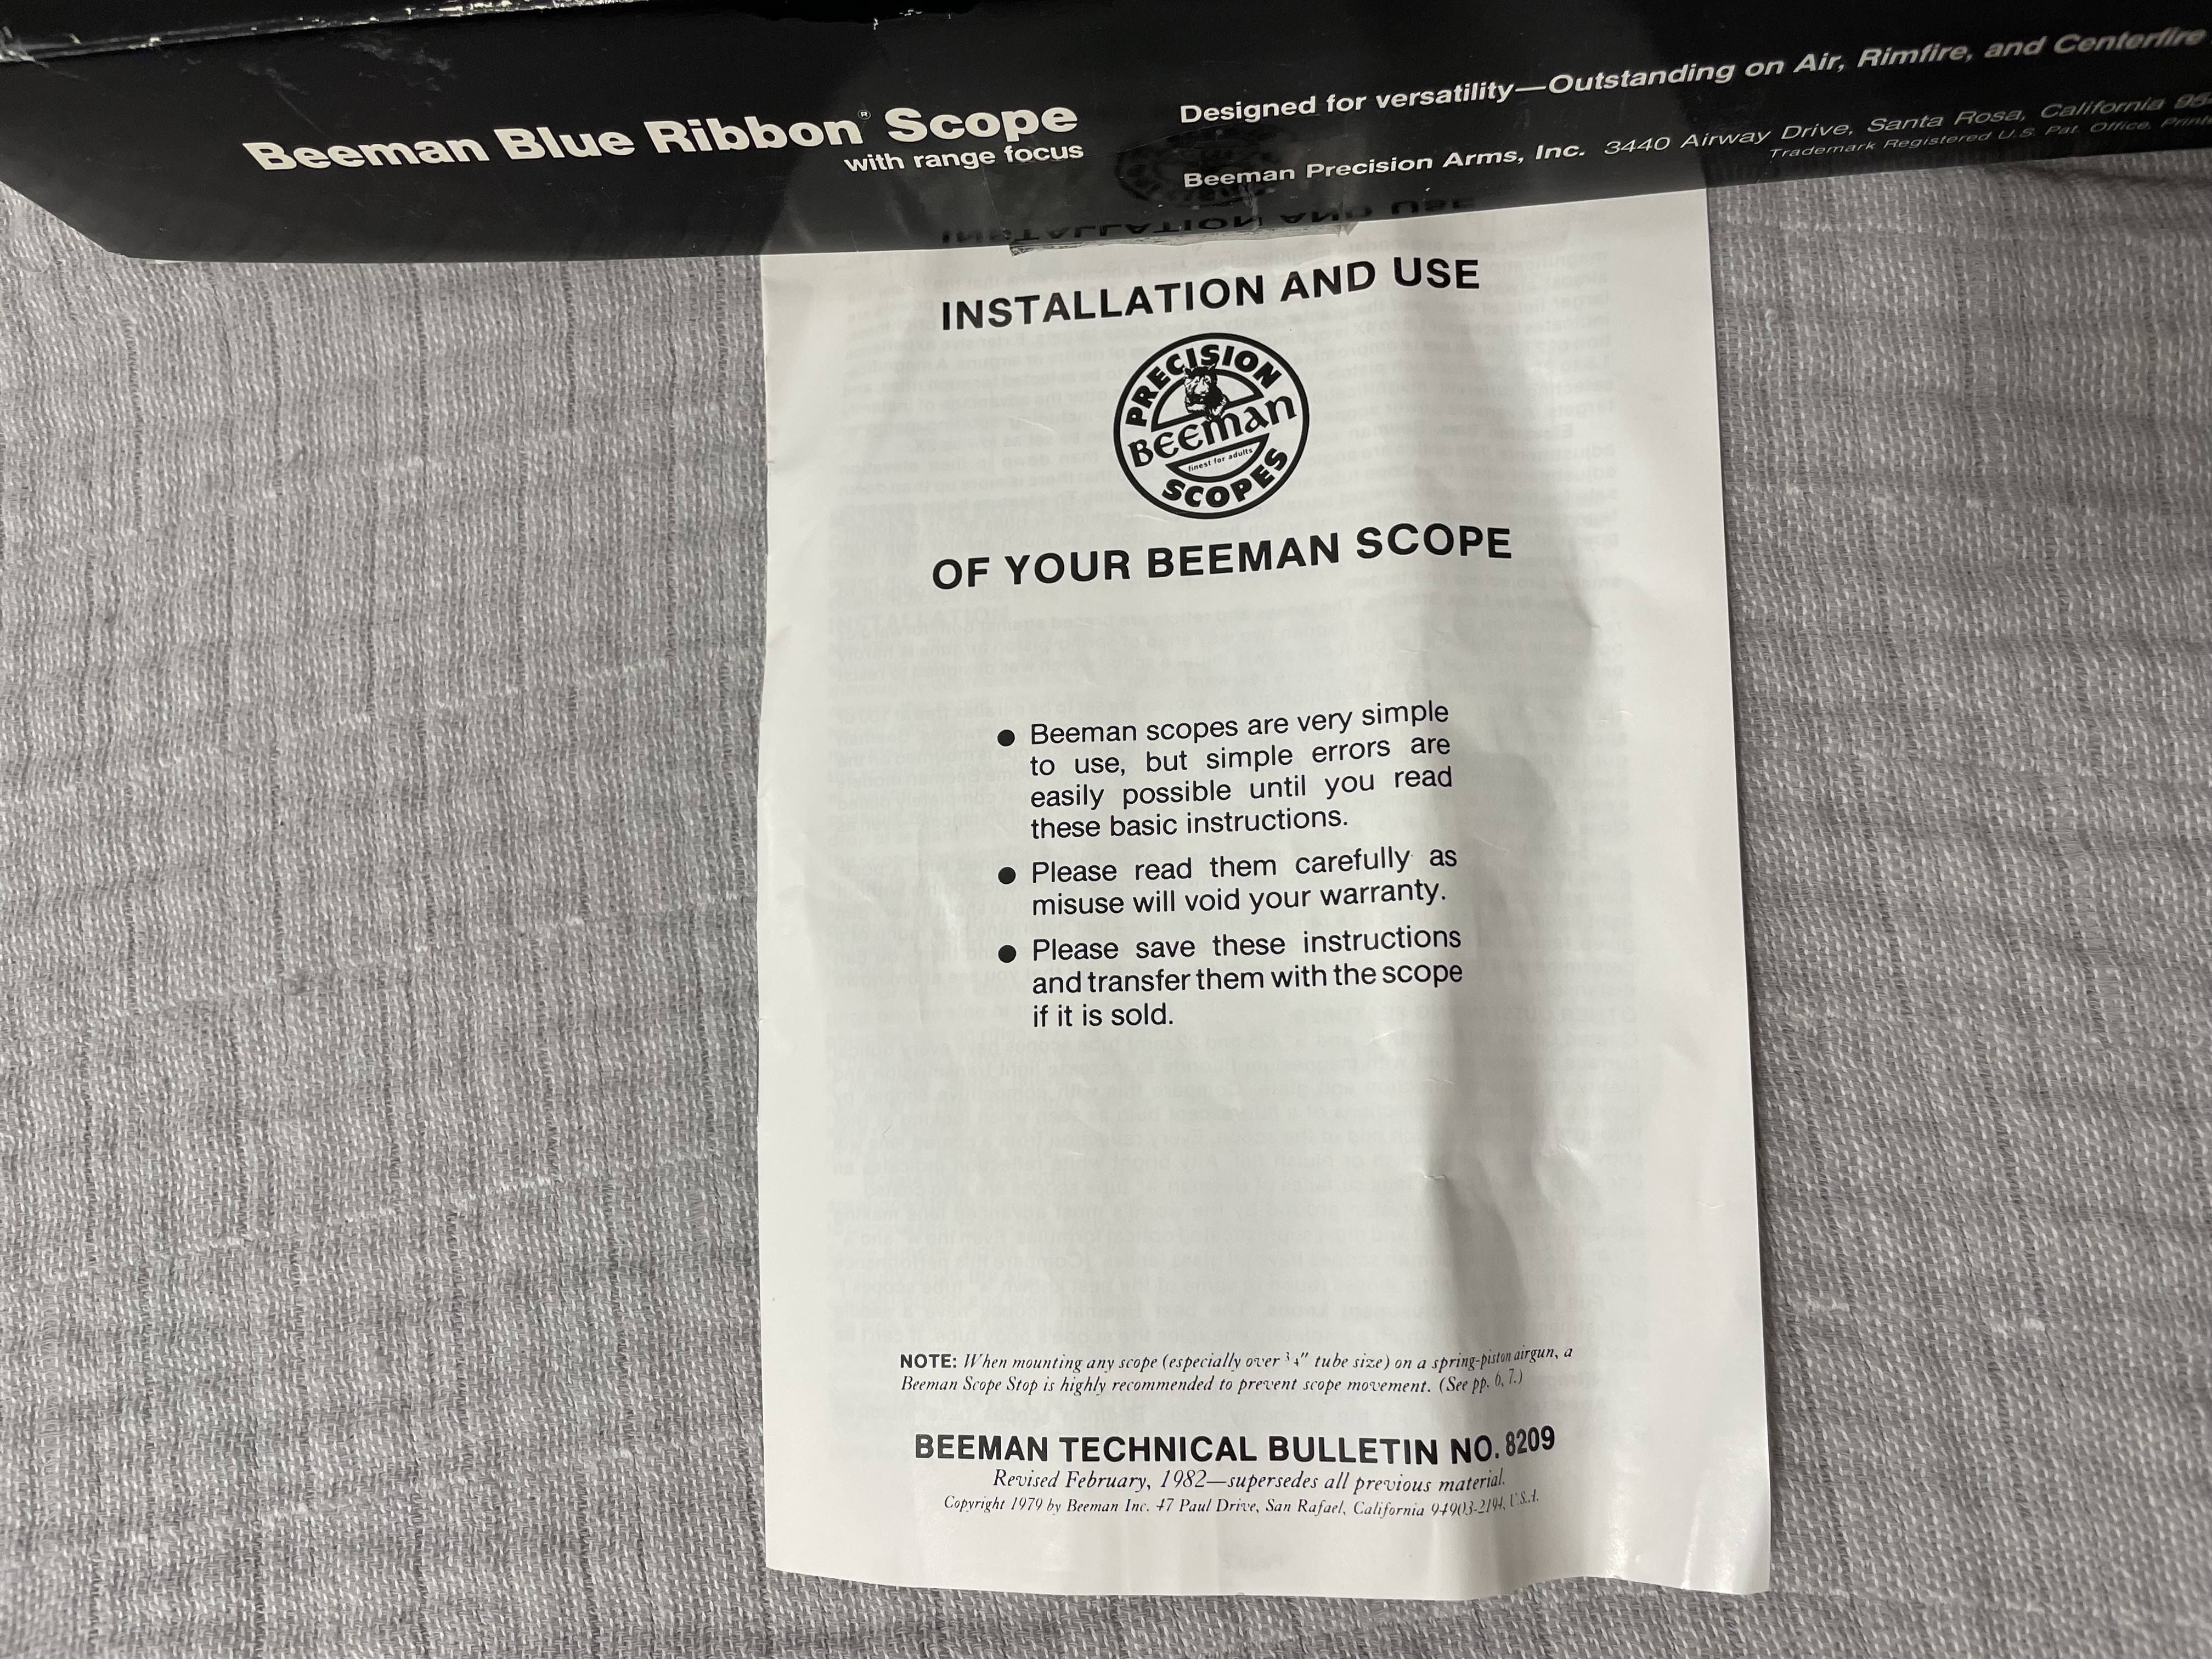 Beeman Blue Ribbon® Scope
with range focus
Designed for versatility—Outstanding on Air, Rimfire, and Centerfire
Beeman Precision Arms, Inc. 3440 Airway Drive, Santa Rosa, California
Trademark Registered U.S. Pat. Office,
INSTALLATION AND USE
PRECISION
BEEMAN
finest for adults
SCOPES
OF YOUR BEEMAN SCOPE
● Beeman scopes are very simple
to use, but simple errors are
easily possible until you read
these basic instructions.
● Please read them carefully as
misuse will void your warranty.
● Please save these instructions
and transfer them with the scope
if it is sold.
NOTE: When mounting any scope (especially over ¾" tube size) on a spring-piston airgun, a
Beeman Scope Stop is highly recommended to prevent scope movement. (See pp. 6, 7.)
BEEMAN TECHNICAL BULLETIN NO. 8209
Revised February, 1982—supersedes all previous material.
Copyright 1979 by Beeman Inc. 47 Paul Drive, San Rafael, California 94903-2194, U.S.A.